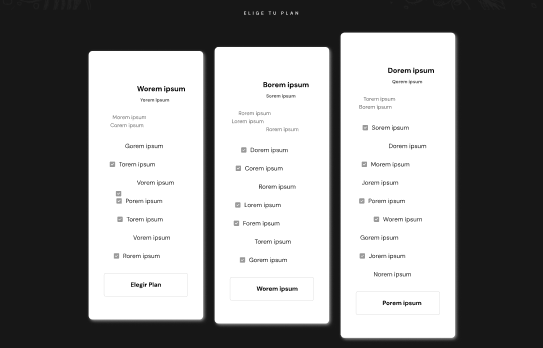 ELIGE TU PLAN
Worem ipsum
Yorem ipsum
Morem ipsum
Corem ipsum
Gorem ipsum
Torem ipsum
Vorem ipsum
Porem ipsum
Torem ipsum
Vorem ipsum
Rorem ipsum
Elegir Plan
Borem ipsum
Sorem ipsum
Rorem ipsum
Lorem ipsum
Rorem ipsum
Dorem ipsum
Corem ipsum
Rorem ipsum
Lorem ipsum
Forem ipsum
Torem ipsum
Gorem ipsum
Worem ipsum
Dorem ipsum
Qorem ipsum
Torem ipsum
Borem ipsum
Sorem ipsum
Dorem ipsum
Morem ipsum
Jorem ipsum
Porem ipsum
Worem ipsum
Gorem ipsum
Jorem ipsum
Norem ipsum
Porem ipsum